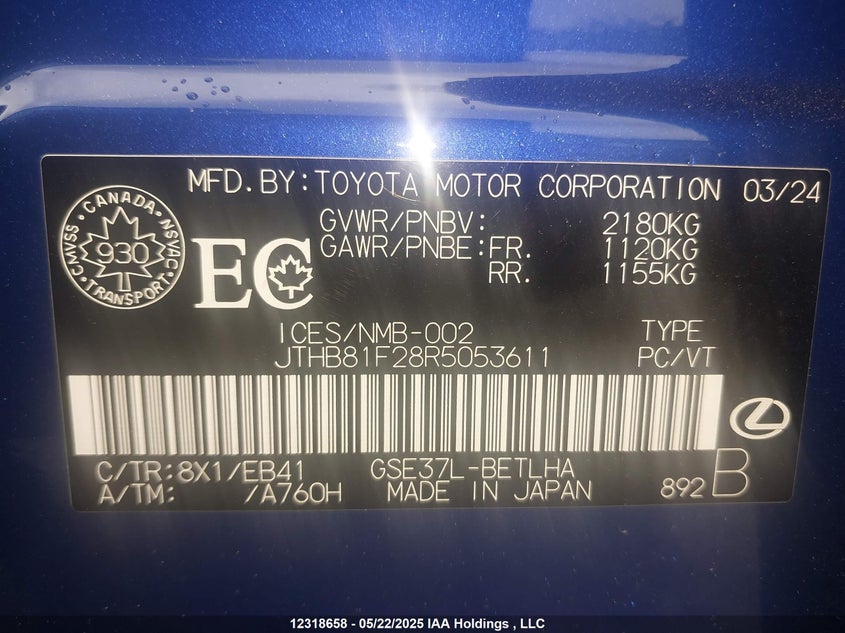 MFD.BY:TOYOTA MOTOR CORPORATION 03/24
GVWR/PNBV: 2180KG
GAWR/PNBE:FR. 1120KG
RR. 1155KG
CANADA
CMVSS 930 NSVAC
TRANSPORT
EC
ICES/NMB-002 TYPE
JTHB81F28R5053611 PC/VT
C/TR:8X1/EB41 GSE37L-BETLHA
A/TM: /A760H MADE IN JAPAN 892 B
12318658 - 05/22/2025 IAA Holdings , LLC